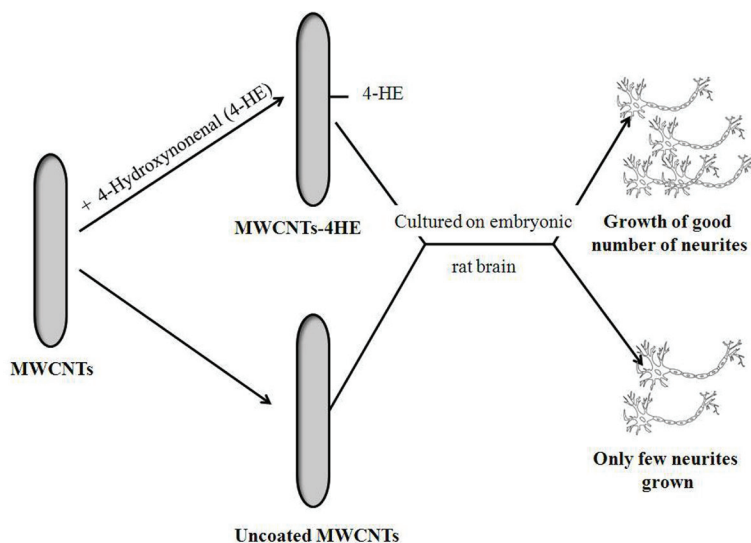 + 4-Hydroxynonenal (4-HE)
4-HE
MWCNTs-4HE
MWCNTs
Cultured on embryonic
rat brain
Growth of good
number of neurites
Only few neurites
grown
Uncoated MWCNTs